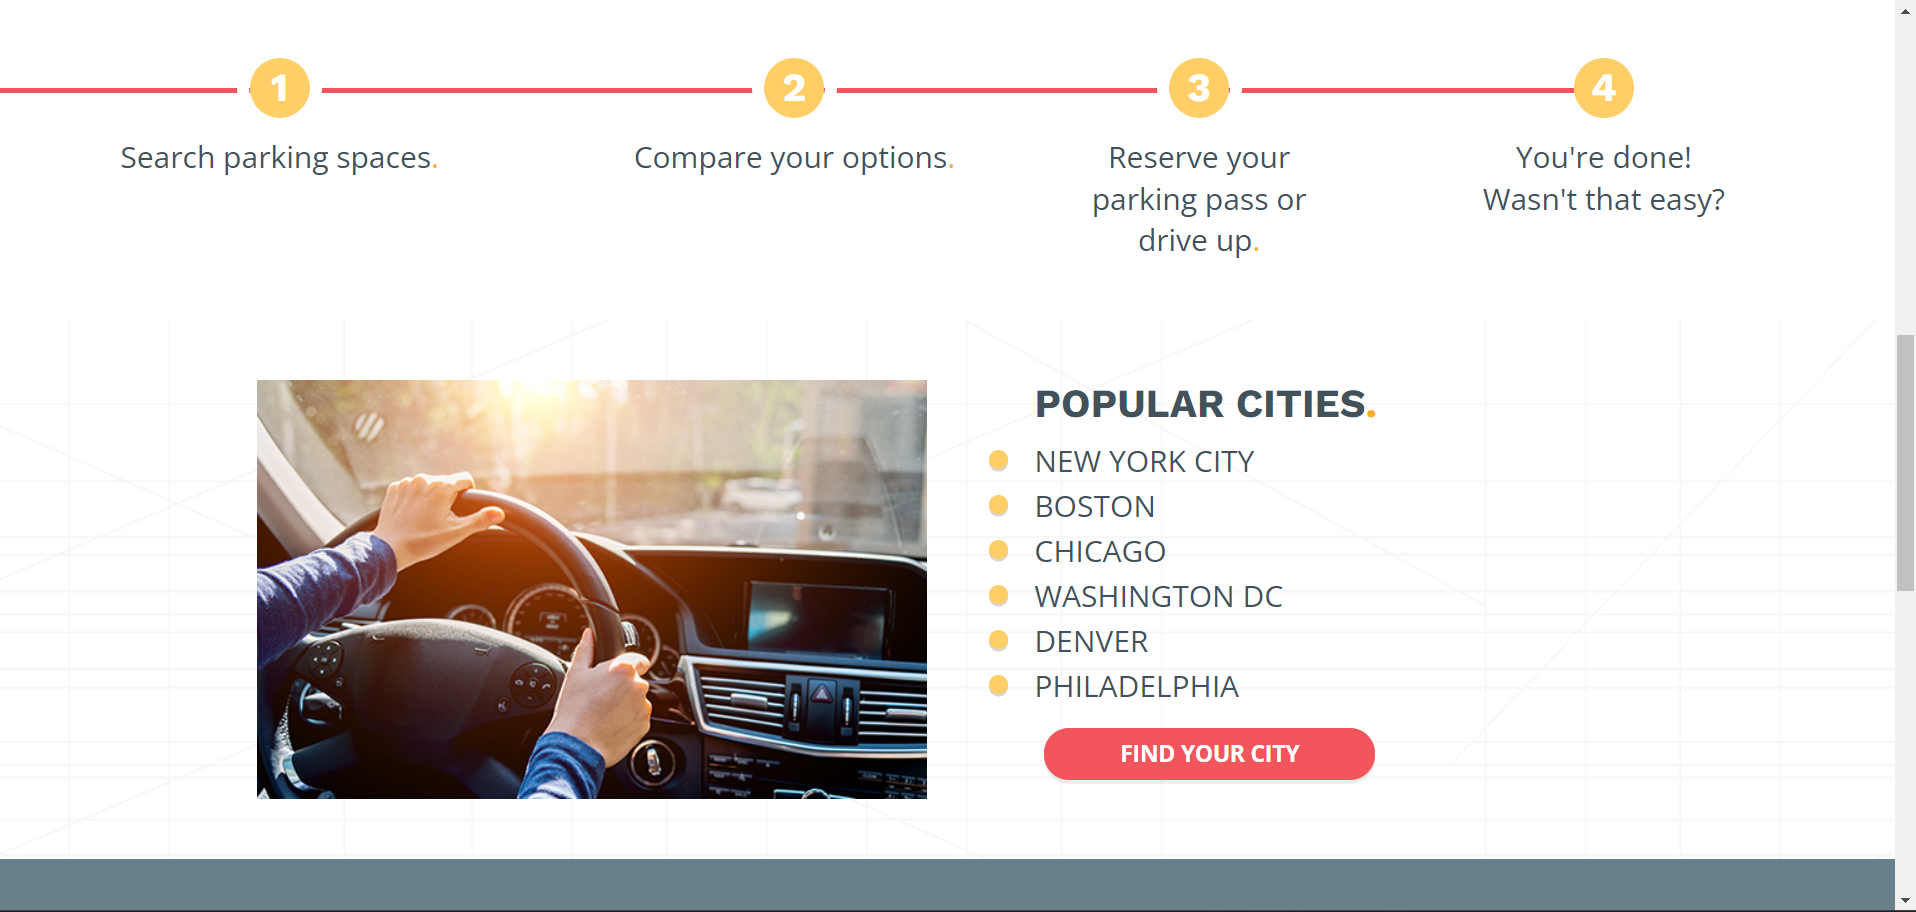 1
2
3
4
Search parking spaces.
Compare your options.
Reserve your
parking pass or
drive up.
You're done!
Wasn't that easy?
POPULAR CITIES.
NEW YORK CITY
BOSTON
CHICAGO
WASHINGTON DC
DENVER
PHILADELPHIA
FIND YOUR CITY